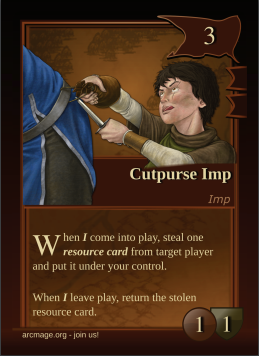 3
Cutpurse Imp
Imp
When I come into play, steal one
resource card from target player
and put it under your control.
When I leave play, return the stolen
resource card.
1 1
arcmage.org - join us!